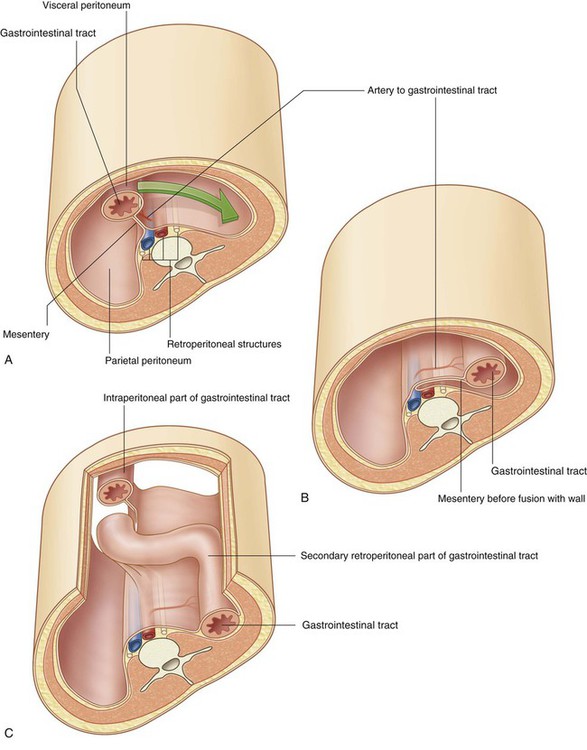 Visceral peritoneum
Gastrointestinal tract
Artery to gastrointestinal tract
Mesentery
Retroperitoneal structures
A
Parietal peritoneum
Intraperitoneal part of gastrointestinal tract
Gastrointestinal tract
B
Mesentery before fusion with wall
Secondary retroperitoneal part of gastrointestinal tract
Gastrointestinal tract
C